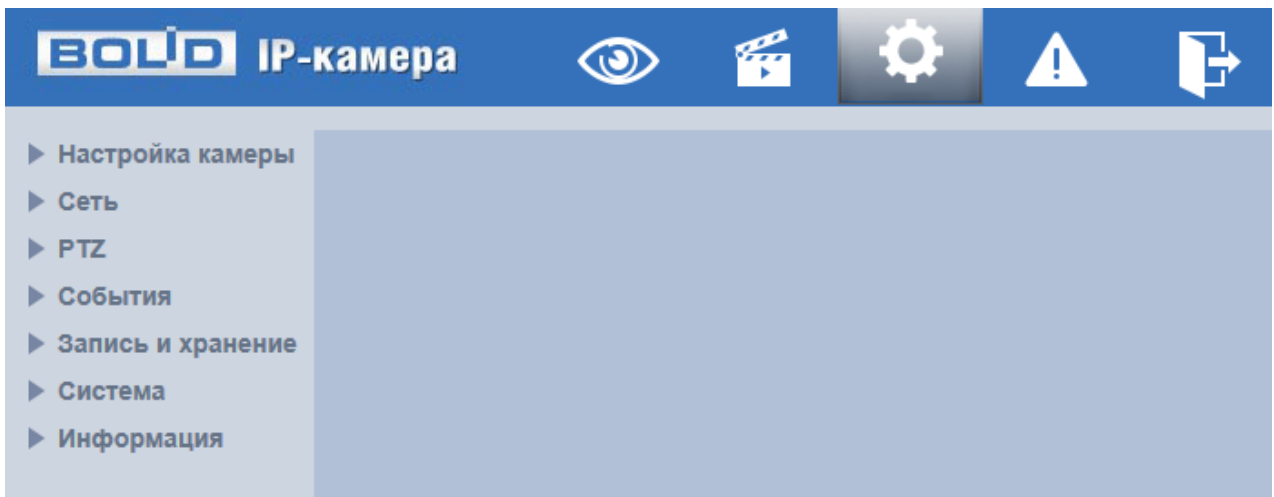 BOLID IP-камера
Настройка камеры
Сеть
PTZ
События
Запись и хранение
Система
Информация